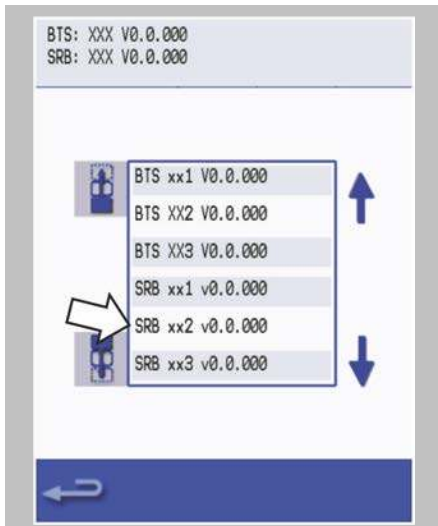 BTS: XXX V0.0.000
SRB: XXX V0.0.000
BTS xx1 V0.0.000
BTS XX2 V0.0.000
BTS XX3 V0.0.000
SRB xx1 v0.0.000
SRB xx2 v0.0.000
SRB xx3 v0.0.000